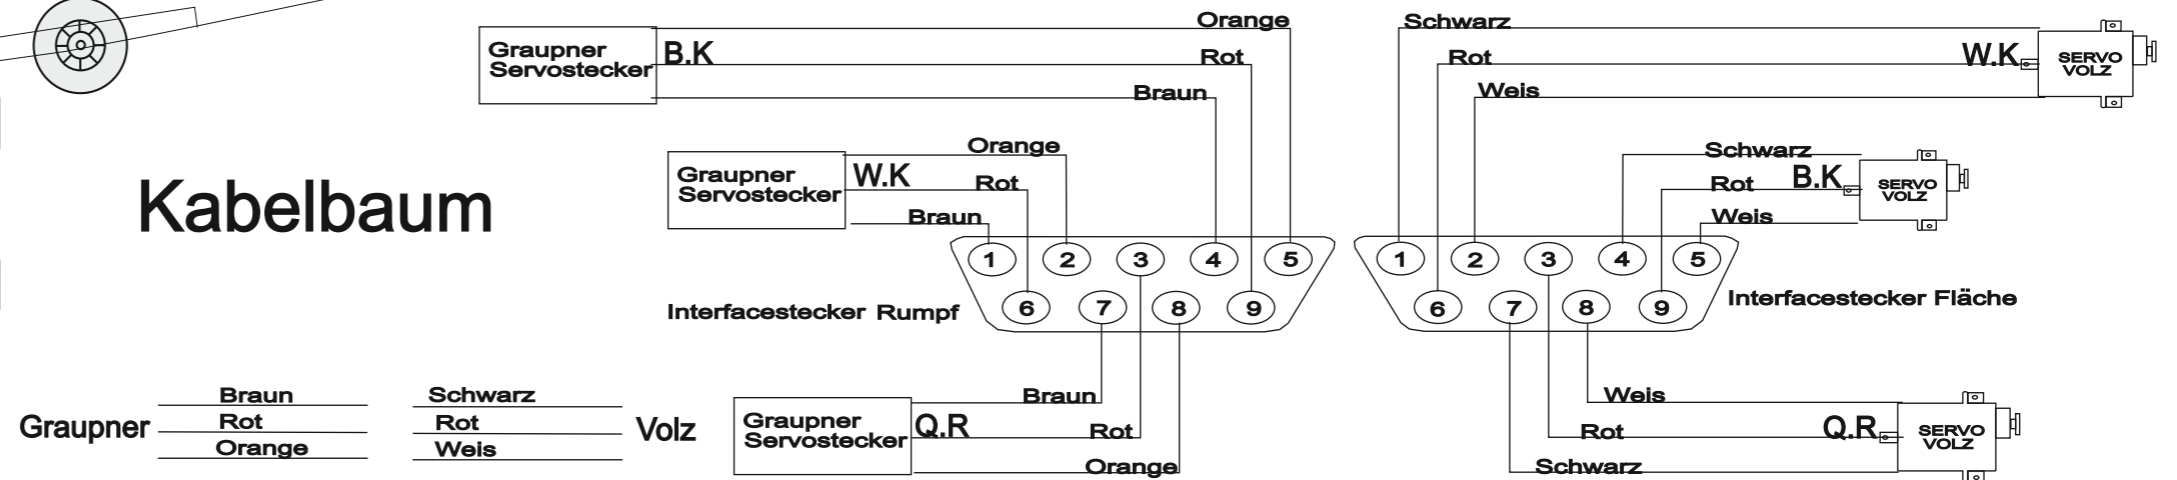 Orange
Graupner
Servostecker
B.K
Rot
Braun
Schwarz
Rot
W.K
SERVO
VOLZ
Weis
Kabelbaum
Orange
Graupner
Servostecker
W.K
Rot
Braun
Schwarz
Rot
B.K
SERVO
VOLZ
Weis
1 2 3 4 5
6 7 8 9
Interfacestecker Rumpf
1 2 3 4 5
6 7 8 9
Interfacestecker Fläche
Graupner
Braun
Rot
Orange
Schwarz
Rot
Weis
Volz
Graupner
Servostecker
Q.R
Braun
Rot
Orange
Weis
Rot
Schwarz
Q.R
SERVO
VOLZ